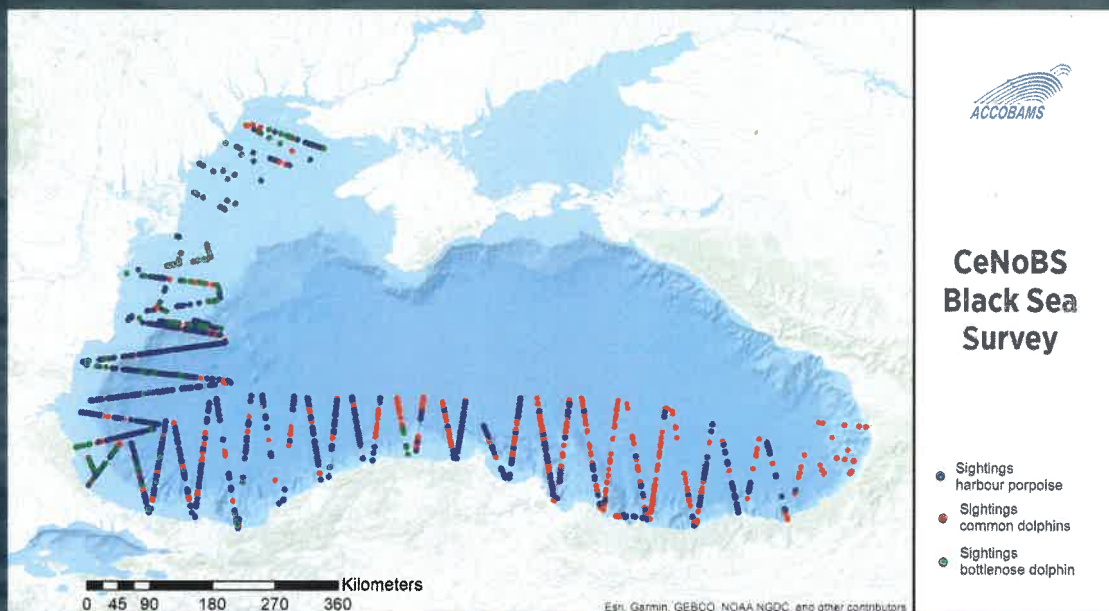 ACCOBAMS
CeNoBS
Black Sea
Survey
Sightings
harbour porpoise
Sightings
common dolphins
Sightings
bottlenose dolphin
Kilometers
0 45 90 180 270 360
Esri, Garmin, GEBCO, NOAA NGDC, and other contributors